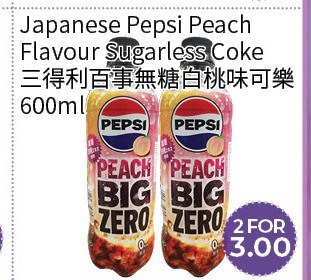 Japanese Pepsi Peach
Flavour Sugarless Coke
三得利百事無糖白桃味可樂
600ml
PEPSI PEPSI
PEACH PEACH
BIG BIG
ZERO ZERO
2 FOR
3.00